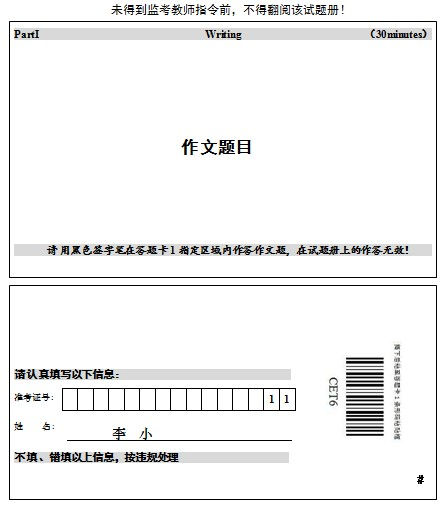 未得到监考教师指令前，不得翻阅该试题册！
PartI Writing （30minutes）
作文题目
请用黑色签字笔在答题卡1指定区域内作答作文题，在试题册上的作答无效！
请认真填写以下信息：
准考证号： 1 1
姓 名： 李 小
不填、错填以上信息，按违规处理
CET6
#